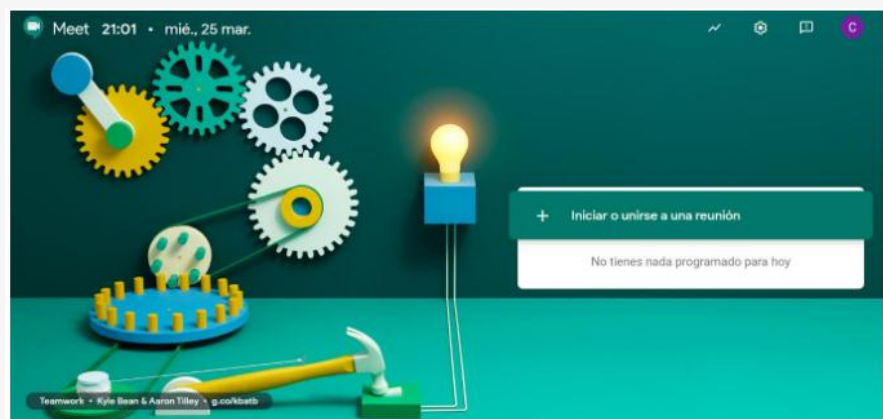 Meet 21:01 • mié., 25 mar.
C
Iniciar o unirse a una reunión
No tienes nada programado para hoy
Teamwork • Kyle Bean & Aaron Tilley • g.co/kbatb